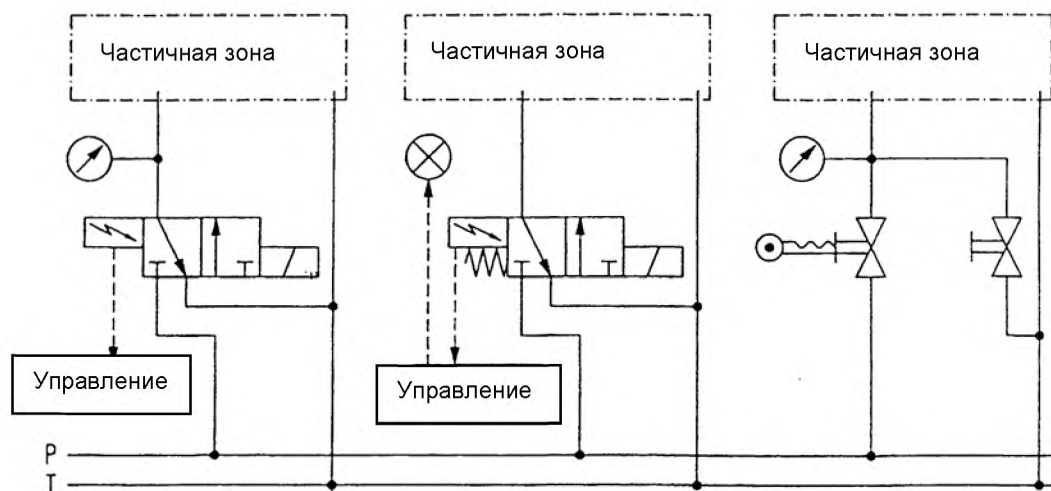 Частичная зона
Частичная зона
Частичная зона
Управление
Управление
P
T